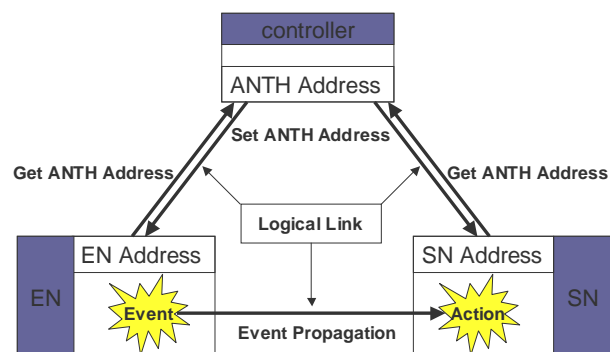 controller
ANTH Address
Set ANTH Address
Get ANTH Address
Get ANTH Address
Logical Link
EN Address
SN Address
EN
Event
Action
SN
Event Propagation